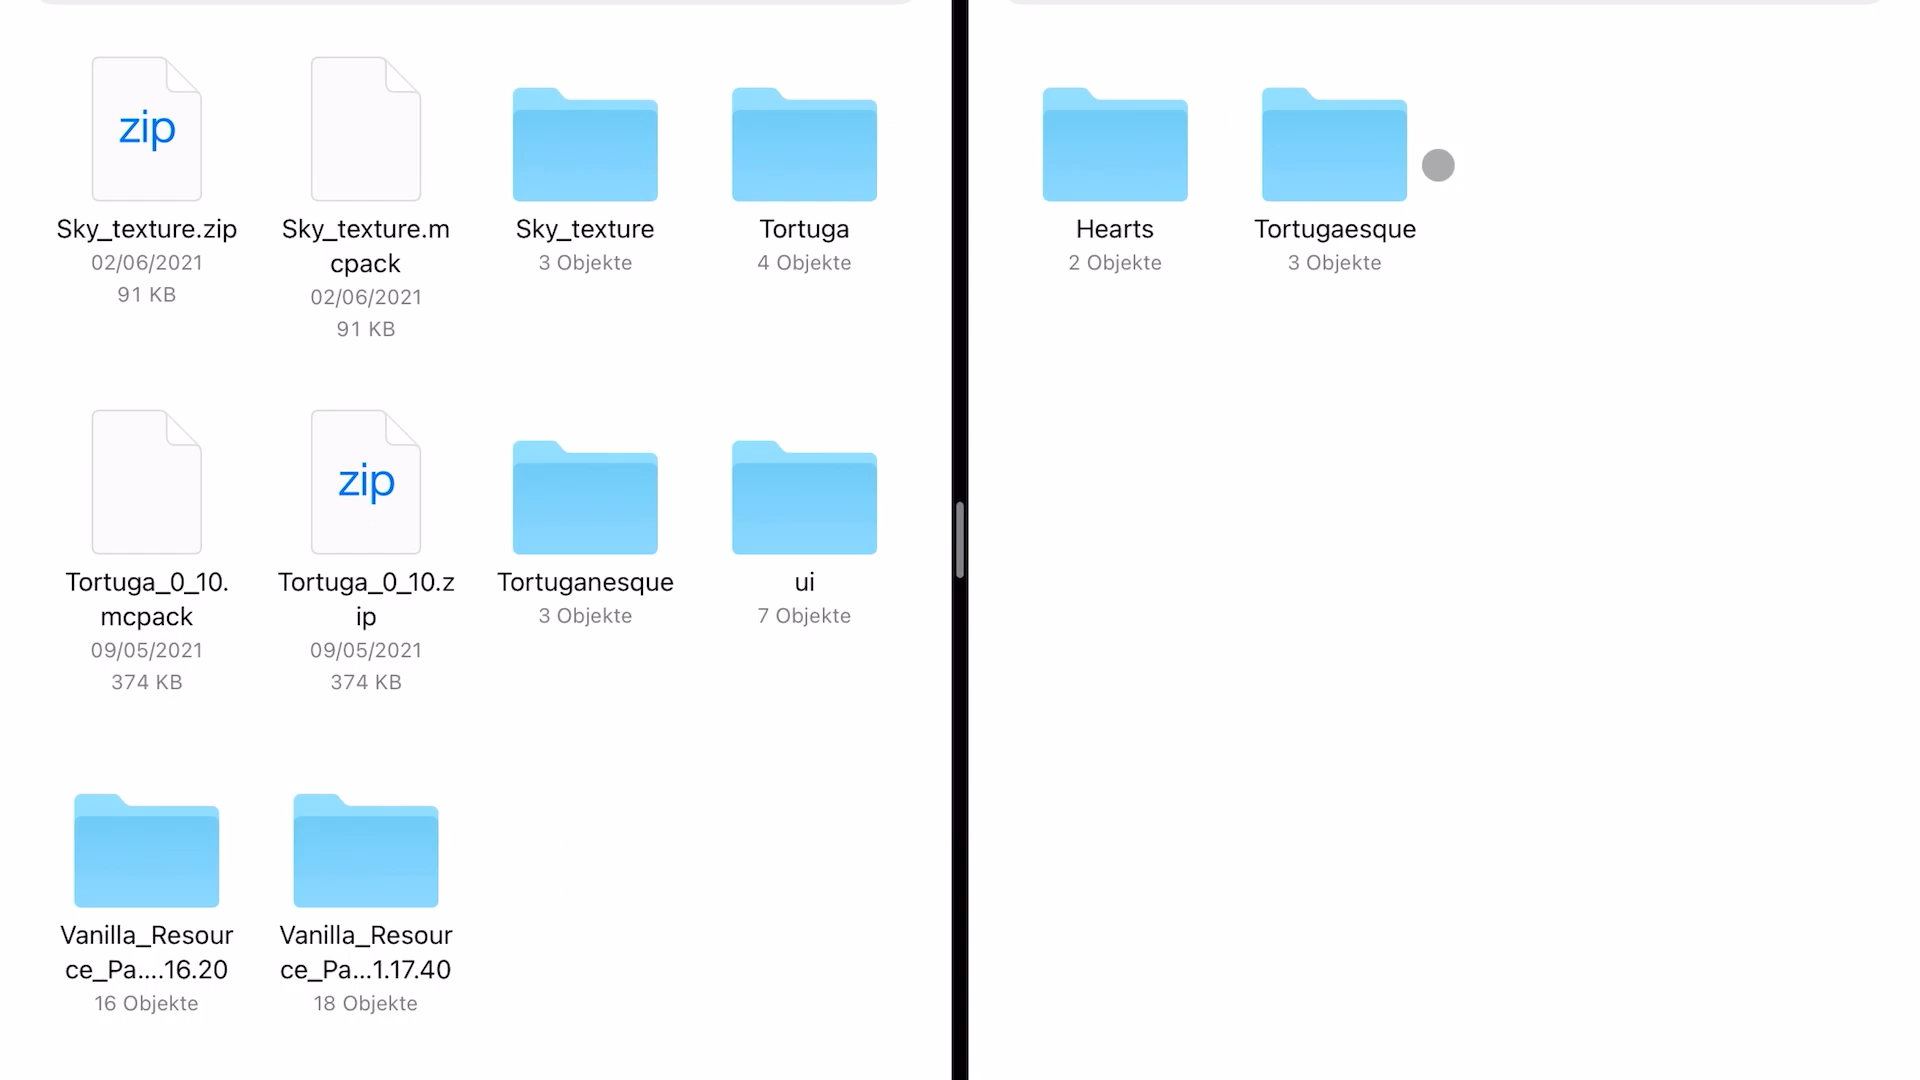 zip
Sky_texture.zip
02/06/2021
91 KB
Sky_texture.m
cpack
02/06/2021
91 KB
Sky_texture
3 Objekte
Tortuga
4 Objekte
Tortuga_0_10.
mcpack
09/05/2021
374 KB
zip
Tortuga_0_10.z
ip
09/05/2021
374 KB
Tortuganesque
3 Objekte
ui
7 Objekte
Vanilla_Resour
ce_Pa....16.20
16 Objekte
Vanilla_Resour
ce_Pa...1.17.40
18 Objekte
Hearts
2 Objekte
Tortugaesque
3 Objekte